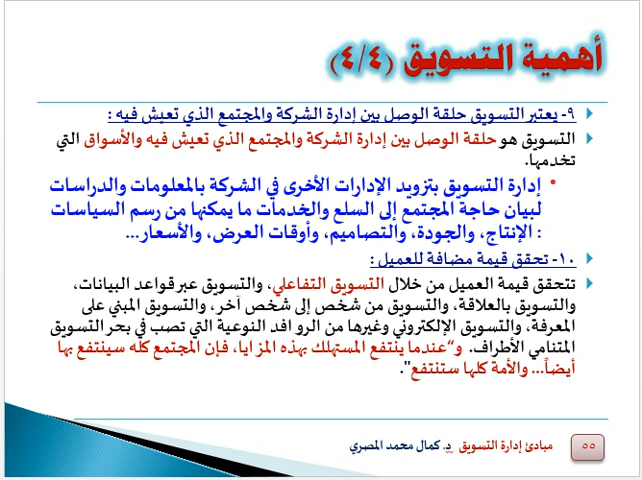 أهمية التسويق (٤/٤)
٩- يعتبر التسويق حلقة الوصل بين إدارة الشركة والمجتمع الذي تعيش فيه :
التسويق هو حلقة الوصل بين إدارة الشركة والمجتمع الذي تعيش فيه والأسواق التي
تخدمها.
• إدارة التسويق بتزويد الإدارات الأخرى في الشركة بالمعلومات والدراسات
لبيان حاجة المجتمع إلى السلع والخدمات ما يمكنها من رسم السياسات
: الإنتاج، والجودة، والتصاميم، وأوقات العرض، والأسعار...
١٠- تحقق قيمة مضافة للعميل :
تتحقق قيمة العميل من خلال التسويق التفاعلي، والتسويق عبر قواعد البيانات،
والتسويق بالعلاقة، والتسويق من شخص إلى شخص آخر، والتسويق المبني على
المعرفة، والتسويق الإلكتروني وغيرها من الروافد النوعية التي تصب في بحر التسويق
المتنامي الأطراف. و"عندما ينتفع المستهلك بهذه المزايا، فإن المجتمع كله سينتفع بها
أيضاً... والأمة كلها ستنتفع".
٥٥ مبادئ إدارة التسويق د. كمال محمد المصري